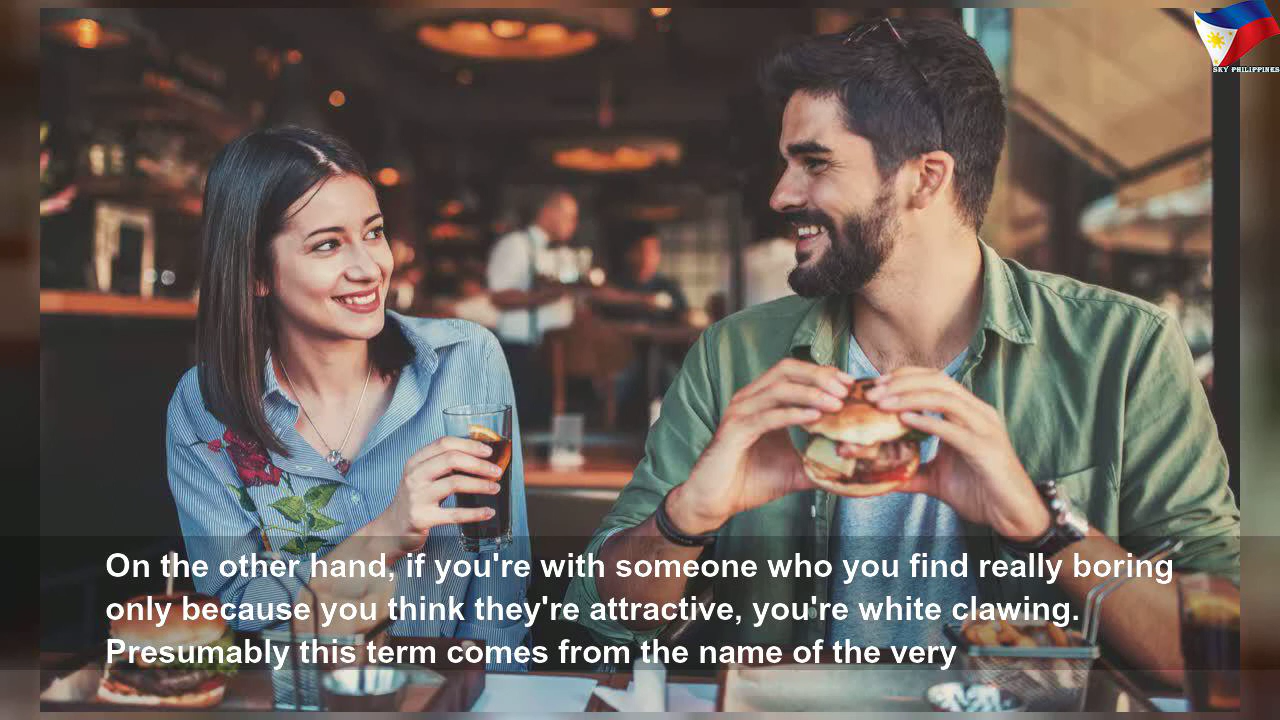 SKY PHILIPPINES
On the other hand, if you're with someone who you find really boring
only because you think they're attractive, you're white clawing.
Presumably this term comes from the name of the very